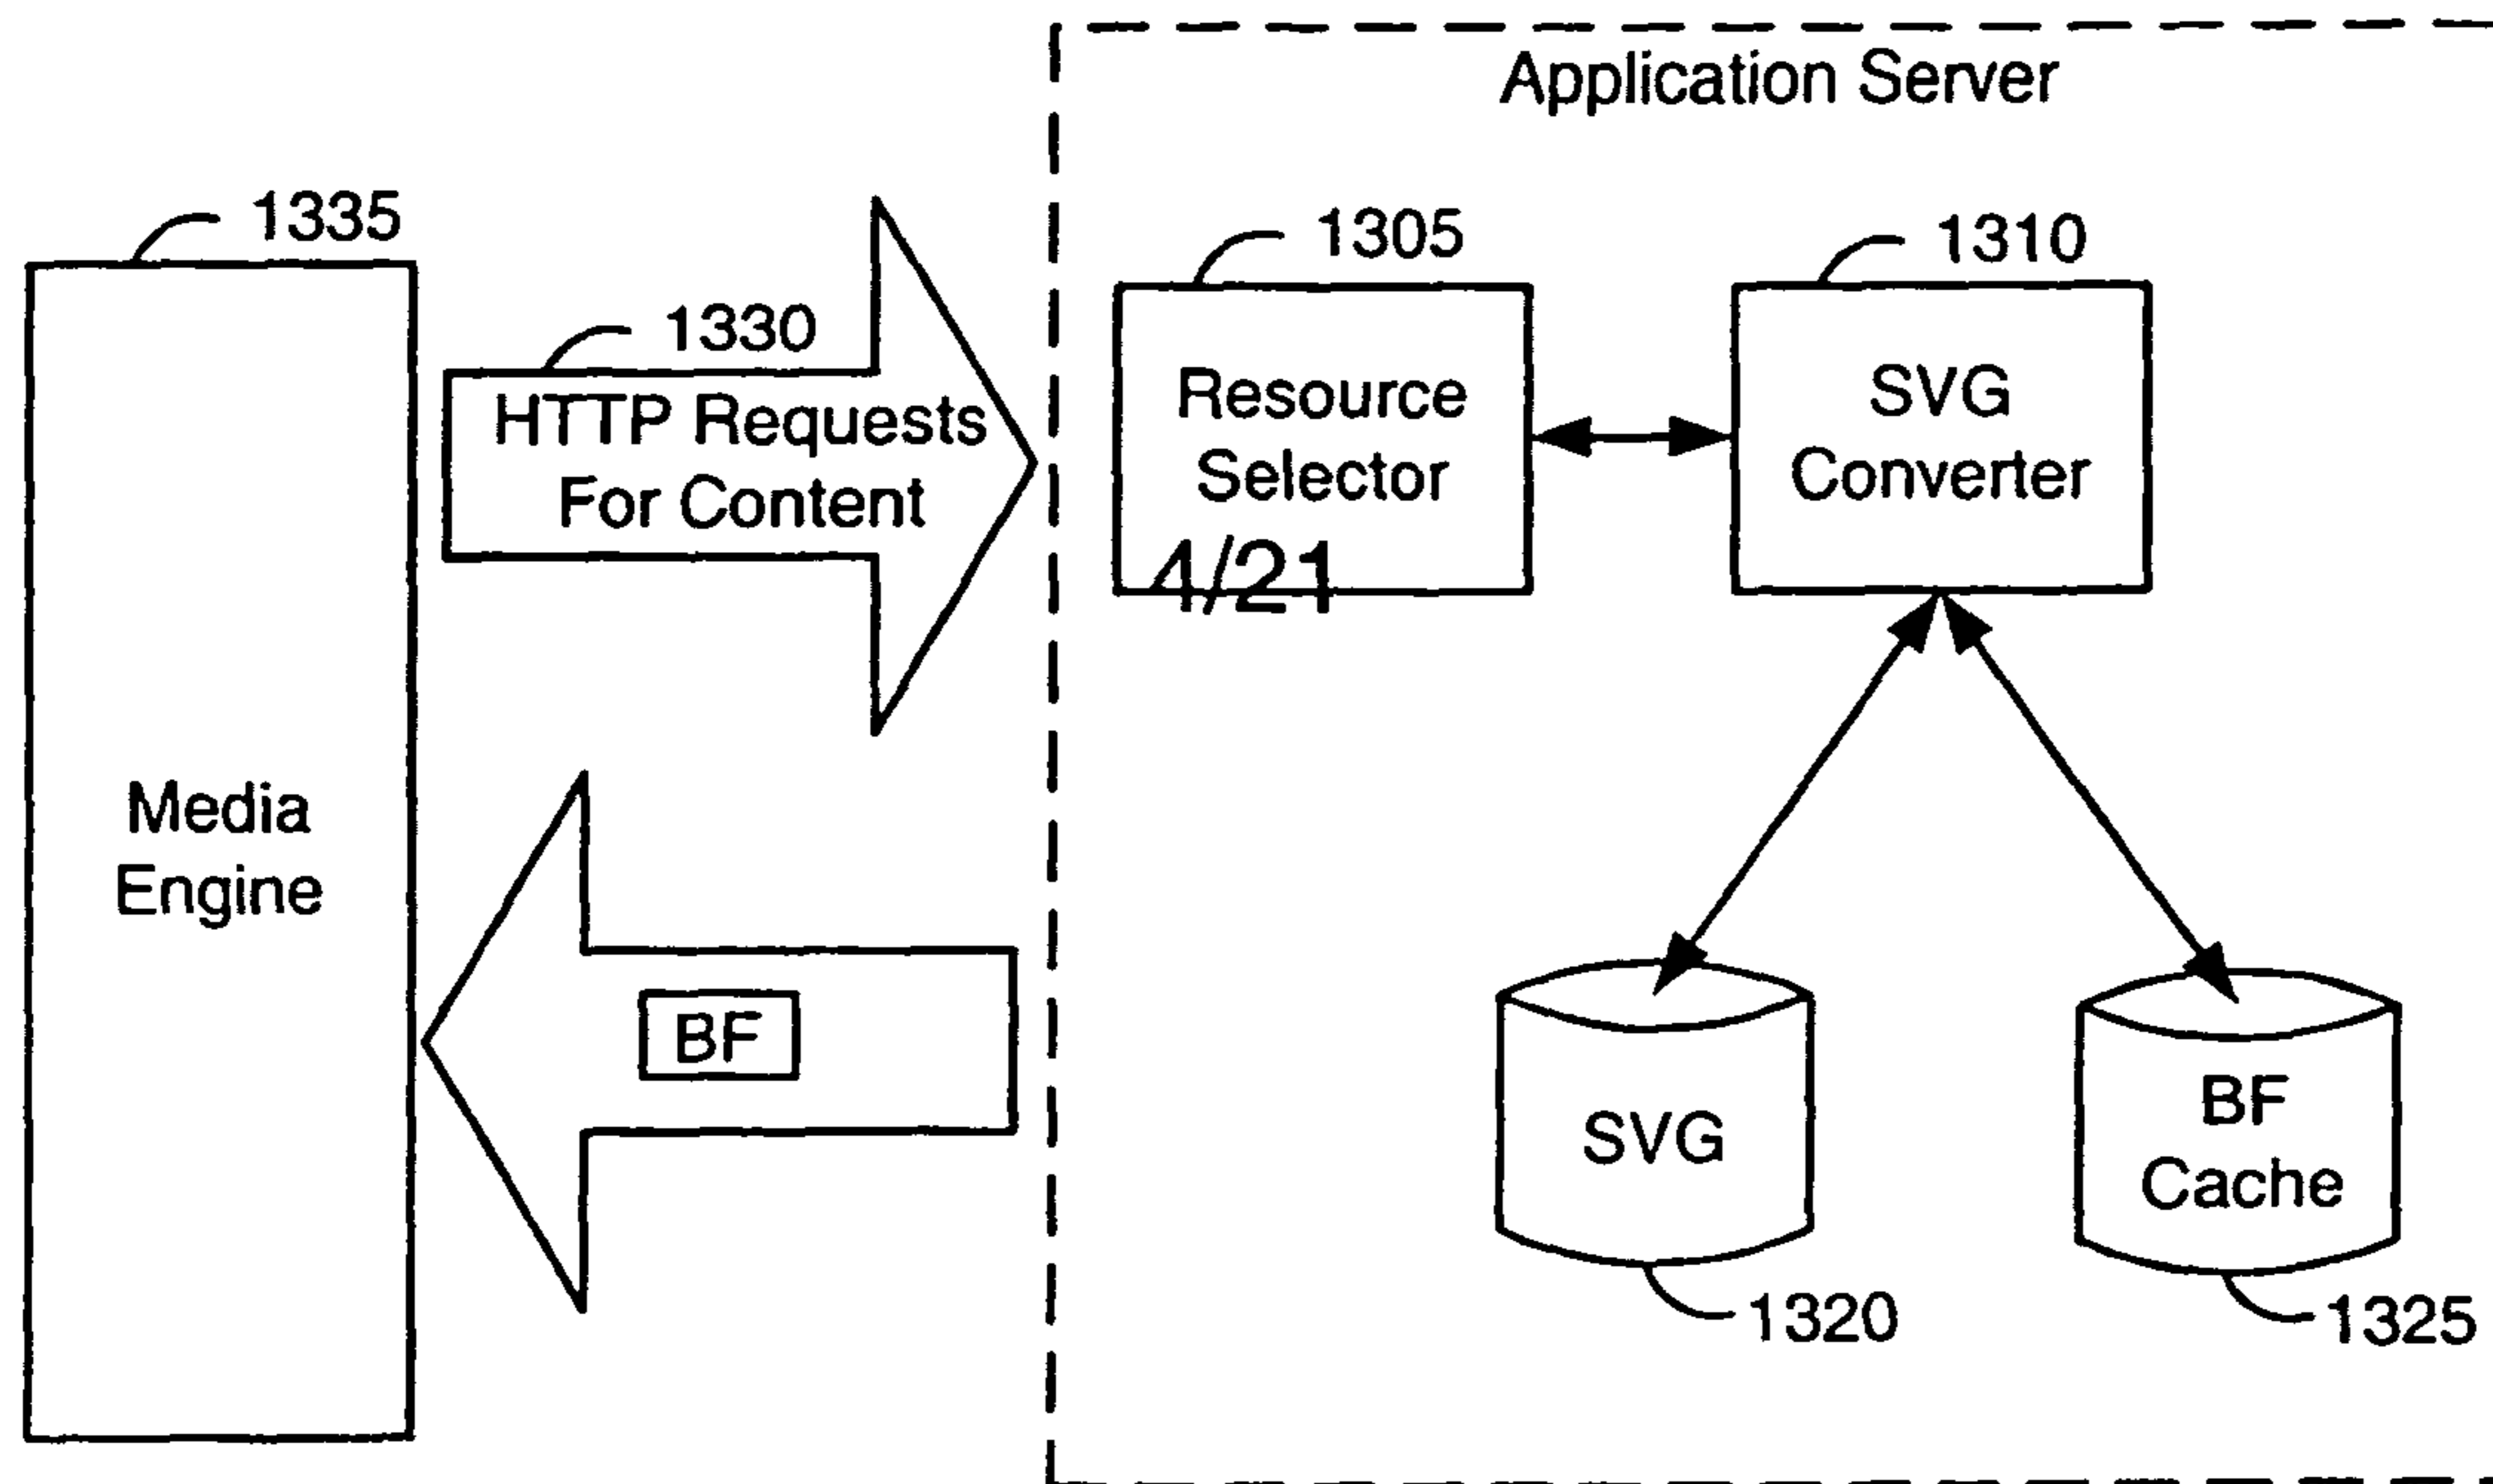 Application Server
1335
1305
1310
1330
HTTP Requests
For Content
Resource
Selector
4/21
SVG
Converter
Media
Engine
BF
SVG
BF
Cache
1320
1325